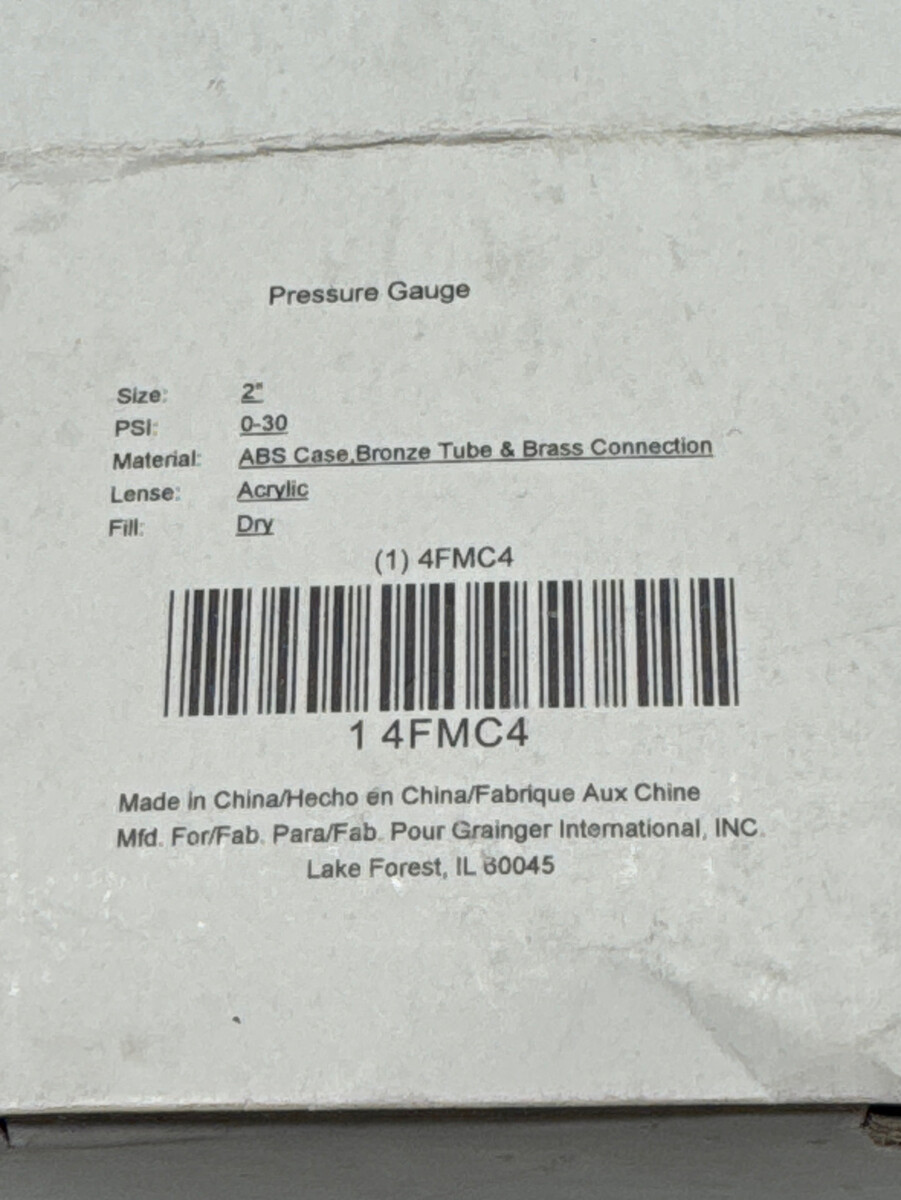 Pressure Gauge
Size: 2"
PSI: 0-30
Material: ABS Case,Bronze Tube & Brass Connection
Lense: Acrylic
Fill: Dry
(1) 4FMC4
1 4FMC4
Made in China/Hecho en China/Fabrique Aux Chine
Mfd. For/Fab. Para/Fab. Pour Grainger International, INC.
Lake Forest, IL 60045